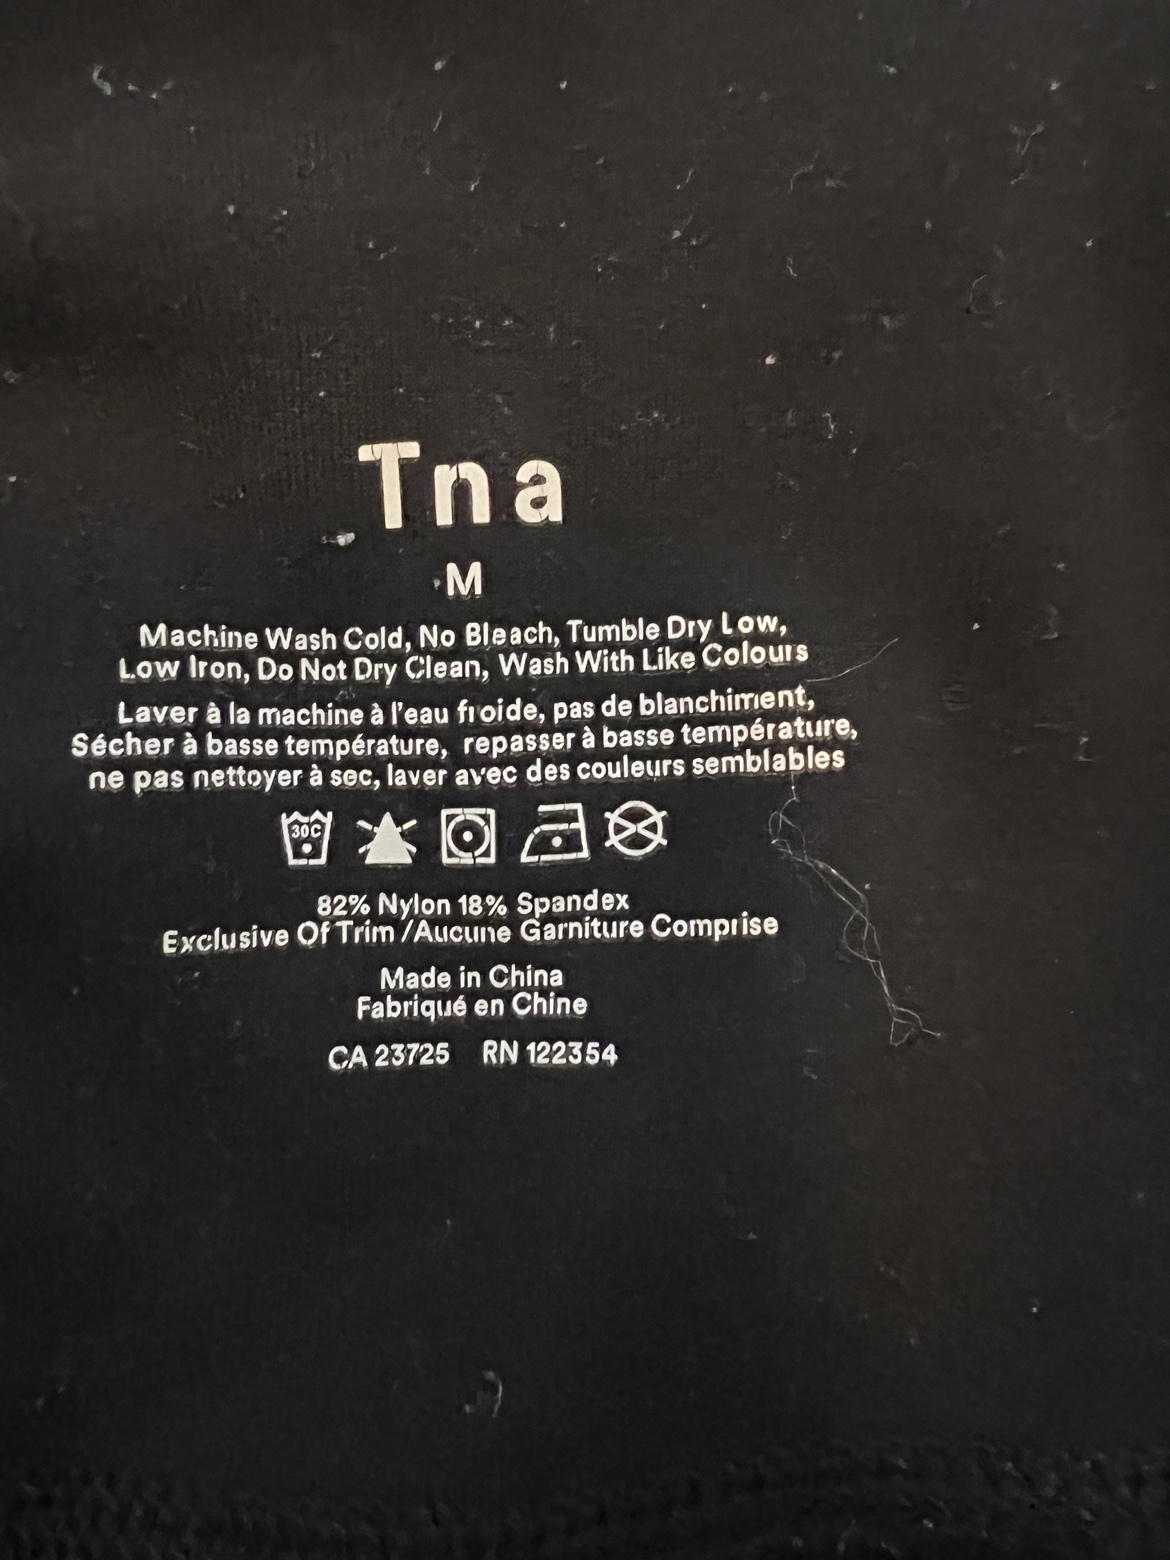 Tna
M
Machine Wash Cold, No Bleach, Tumble Dry Low,
Low Iron, Do Not Dry Clean, Wash With Like Colours
Laver à la machine à l'eau froide, pas de blanchiment,
Sécher à basse température, repasser à basse température,
ne pas nettoyer à sec, laver avec des couleurs semblables
30C
82% Nylon 18% Spandex
Exclusive Of Trim /Aucune Garniture Comprise
Made in China
Fabriqué en Chine
CA 23725 RN 122354